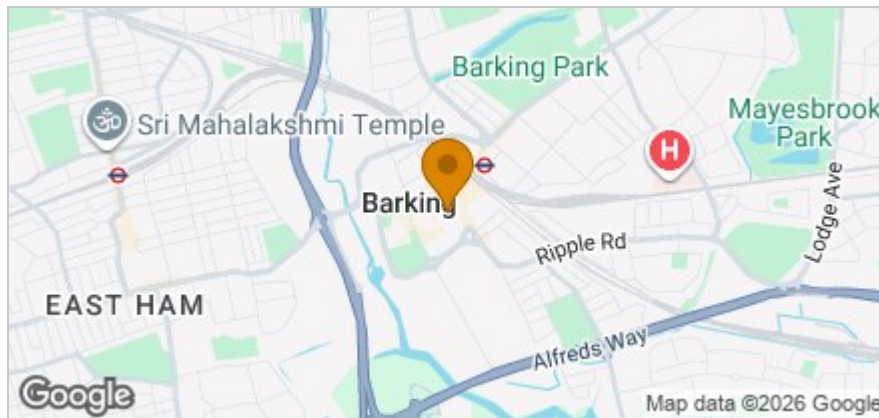 Barking Park
Sri Mahalakshmi Temple
Mayesbrook
Park
H
Barking
Lodge Ave
Ripple Rd
EAST HAM
Alfreds Way
Google
Map data ©2026 Google